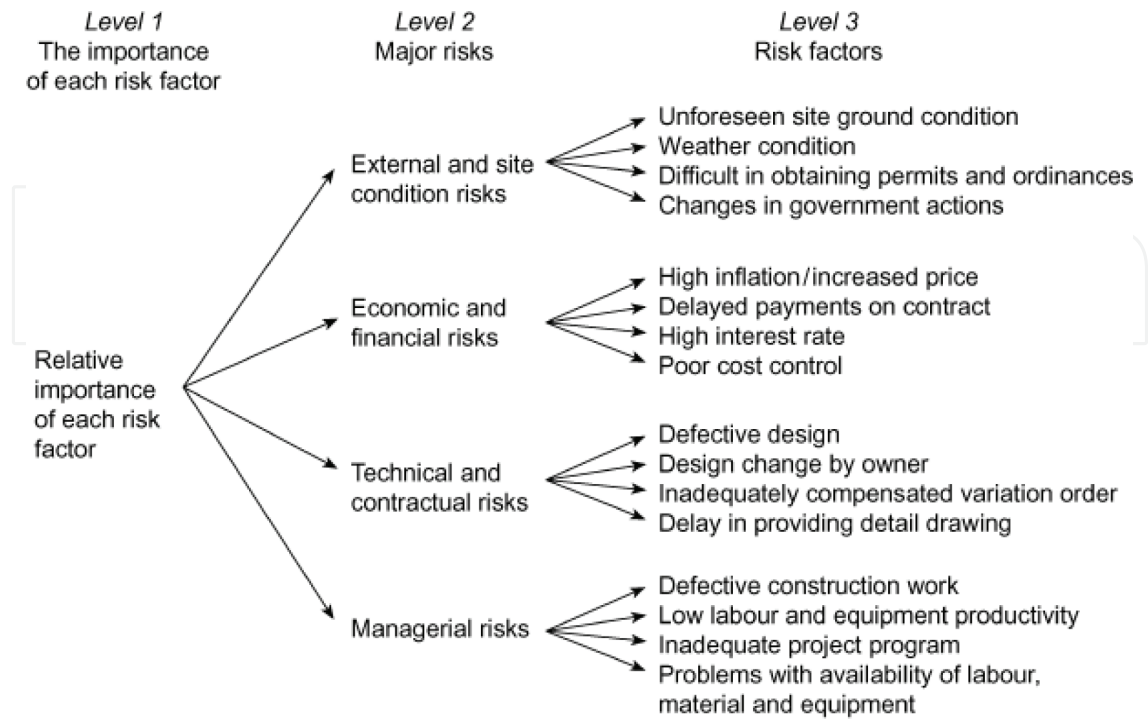 Level 1
The importance
of each risk factor
Level 2
Major risks
Level 3
Risk factors
Relative
importance
of each risk
factor
External and site
condition risks
Unforeseen site ground condition
Weather condition
Difficult in obtaining permits and ordinances
Changes in government actions
Economic and
financial risks
High inflation/increased price
Delayed payments on contract
High interest rate
Poor cost control
Technical and
contractual risks
Defective design
Design change by owner
Inadequately compensated variation order
Delay in providing detail drawing
Managerial risks
Defective construction work
Low labour and equipment productivity
Inadequate project program
Problems with availability of labour,
material and equipment